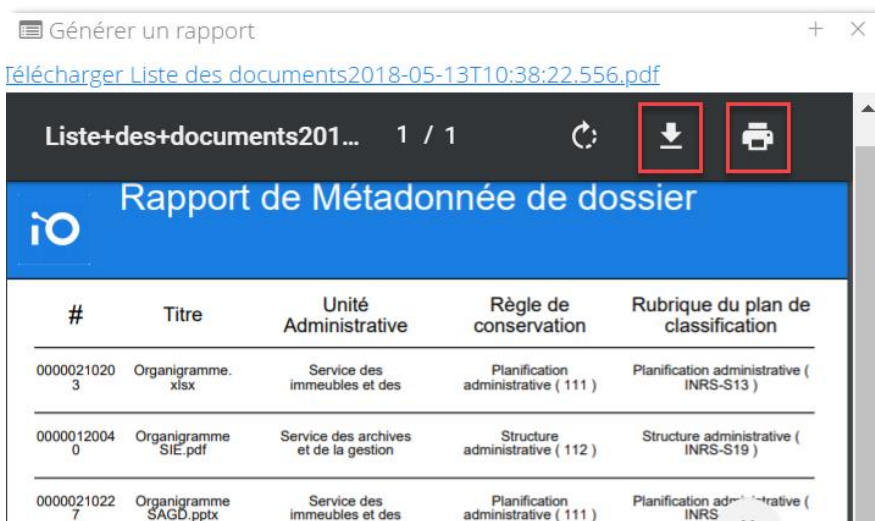 Générer un rapport
Télécharger Liste des documents2018-05-13T10:38:22.556.pdf
Liste+des+documents201... 1 / 1
Rapport de Métadonnée de dossier
iO
# Titre Unité Administrative Règle de conservation Rubrique du plan de classification
00000210203 Organigramme.xlsx Service des immeubles et des Planification administrative ( 111 ) Planification administrative ( INRS-S13 )
00000120040 Organigramme SIE.pdf Service des archives et de la gestion Structure administrative ( 112 ) Structure administrative ( INRS-S19 )
00000210227 Organigramme SAGD.pptx Service des immeubles et des Planification administrative ( 111 ) Planification ( INRS